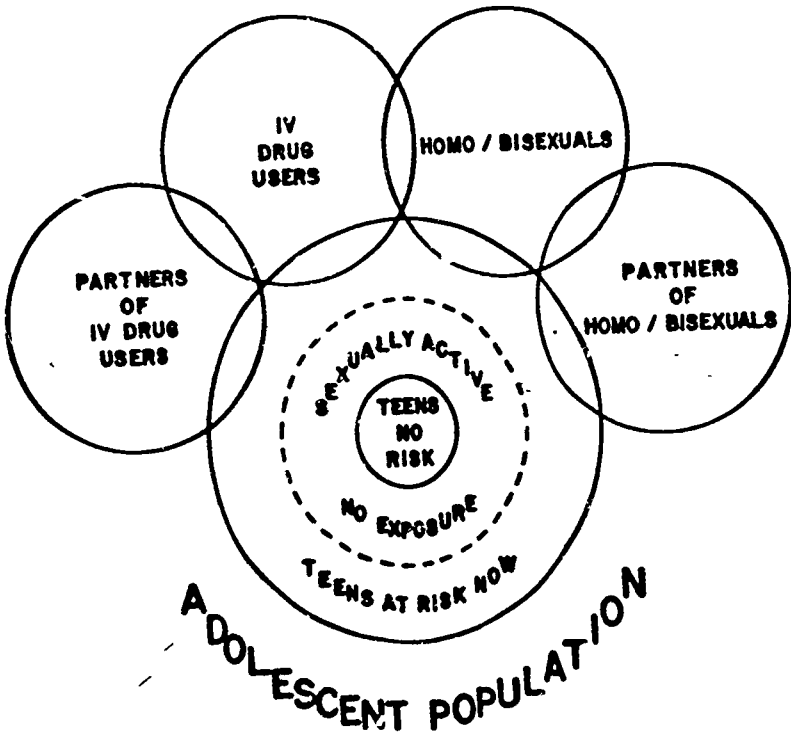 IV
DRUG
USERS
HOMO / BISEXUALS
PARTNERS
OF
IV DRUG
USERS
PARTNERS
OF
HOMO / BISEXUALS
SEXUALLY ACTIVE
TEENS
NO
RISK
NO EXPOSURE
TEENS AT RISK NOW
ADOLESCENT POPULATION